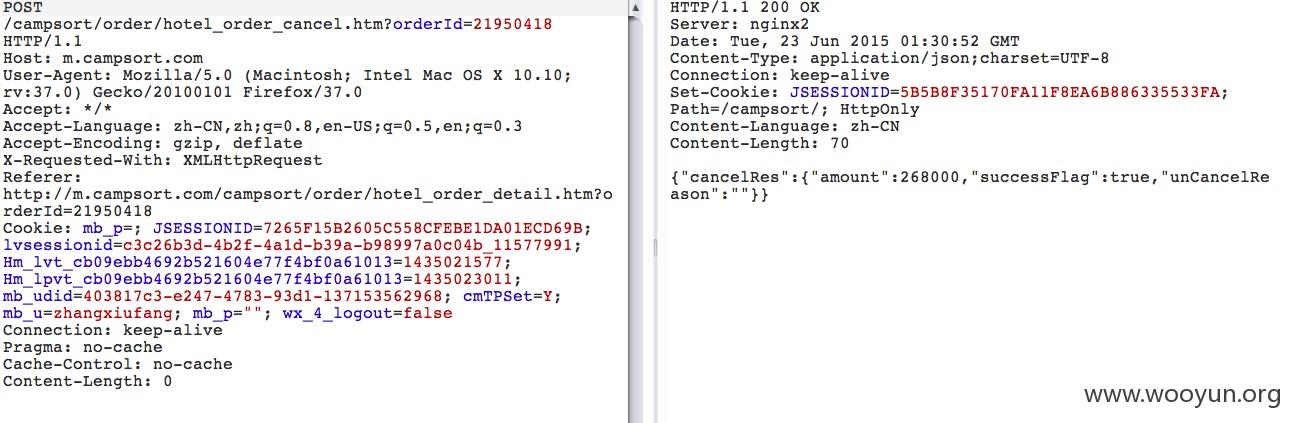 POST
/campsort/order/hotel_order_cancel.htm?orderId=21950418
HTTP/1.1
Host: m.campsort.com
User-Agent: Mozilla/5.0 (Macintosh; Intel Mac OS X 10.10;
rv:37.0) Gecko/20100101 Firefox/37.0
Accept: */*
Accept-Language: zh-CN,zh;q=0.8,en-US;q=0.5,en;q=0.3
Accept-Encoding: gzip, deflate
X-Requested-With: XMLHttpRequest
Referer:
http://m.campsort.com/campsort/order/hotel_order_detail.htm?o
rderId=21950418
Cookie: mb_p=; JSESSIONID=7265F15B2605C558CFEBE1DA01ECD69B;
lvsessionid=c3c26b3d-4b2f-4a1d-b39a-b98997a0c04b_11577991;
Hm_lvt_cb09ebb4692b521604e77f4bf0a61013=1435021577;
Hm_lpvt_cb09ebb4692b521604e77f4bf0a61013=1435023011;
mb_udid=403817c3-e247-4783-93d1-137153562968; cmTPSet=Y;
mb_u=zhangxiufang; mb_p=""; wx_4_logout=false
Connection: keep-alive
Pragma: no-cache
Cache-Control: no-cache
Content-Length: 0
HTTP/1.1 200 OK
Server: nginx2
Date: Tue, 23 Jun 2015 01:30:52 GMT
Content-Type: application/json;charset=UTF-8
Connection: keep-alive
Set-Cookie: JSESSIONID=5B5B8F35170FA11F8EA6B886335533FA;
Path=/campsort/; HttpOnly
Content-Language: zh-CN
Content-Length: 70
{"cancelRes":{"amount":268000,"successFlag":true,"unCancelRe
ason":""}}
www.wooyun.org